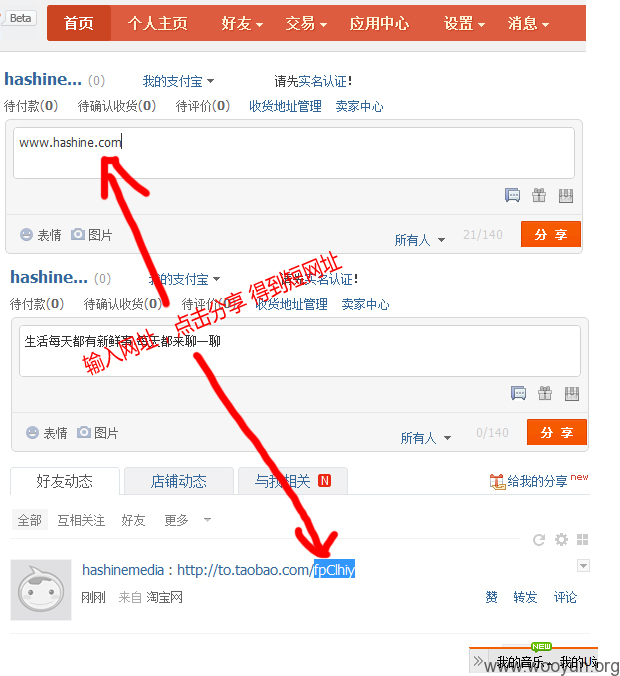 Beta 首页 个人主页 好友 交易 应用中心 设置 消息
hashine... (0) 我的支付宝 请先实名认证!
待付款(0) 待确认收货(0) 待评价(0) 收货地址管理 卖家中心
www.hashine.com
表情 图片 所有人 21/140 分 享
hashine... (0) 我的支付宝 请先实名认证!
待付款(0) 待确认收货(0) 待评价(0) 收货地址管理 卖家中心
输入网址 点击分享 得到短网址
生活每天都有新鲜事,每天都来聊一聊
表情 图片 所有人 0/140 分 享
好友动态 店铺动态 与我相关 N 给我的分享 new
全部 互相关注 好友 更多
hashinemedia : http://to.taobao.com/fpClhiy
刚刚 来自 淘宝网 赞 转发 评论
NEW
我的音乐
www.wooyun.org